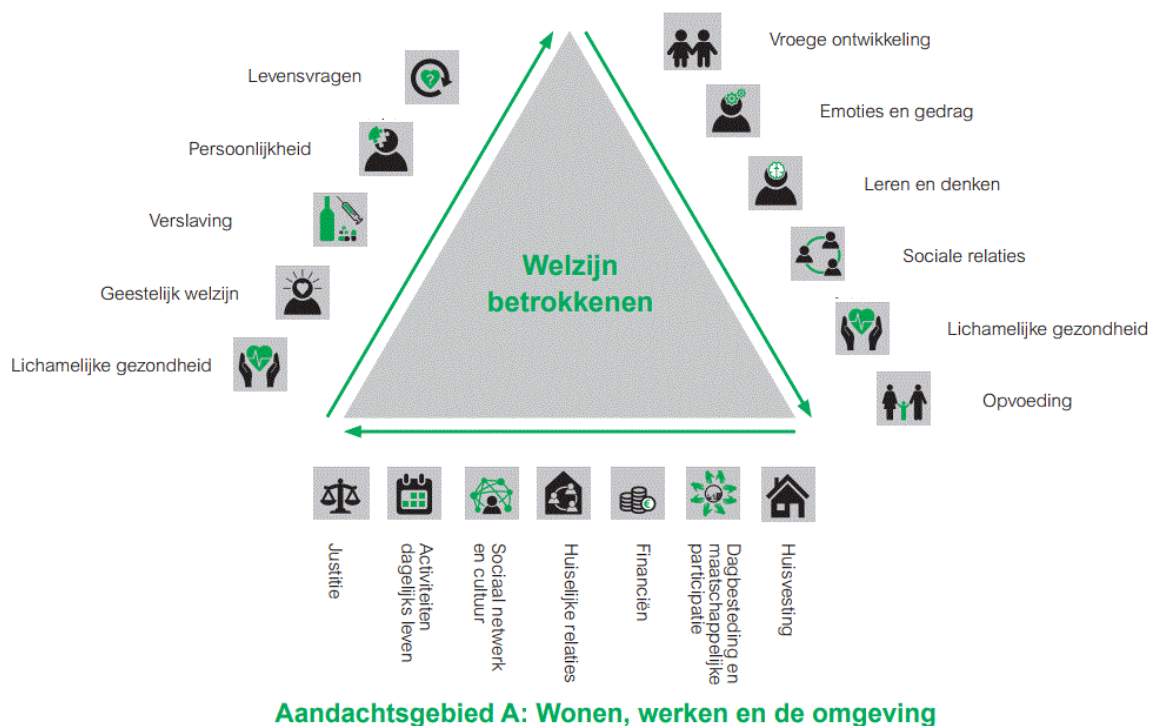 Levensvragen
Persoonlijkheid
Verslaving
Geestelijk welzijn
Lichamelijke gezondheid
Vroege ontwikkeling
Emoties en gedrag
Leren en denken
Sociale relaties
Lichamelijke gezondheid
Opvoeding
Welzijn
betrokkenen
?
€
Justitie
Activiteiten
dagelijks leven
Sociaal netwerk
en cultuur
Huiselijke relaties
Financiën
Dagbesteding en
maatschappelijke
participatie
Huisvesting
Aandachtsgebied A: Wonen, werken en de omgeving